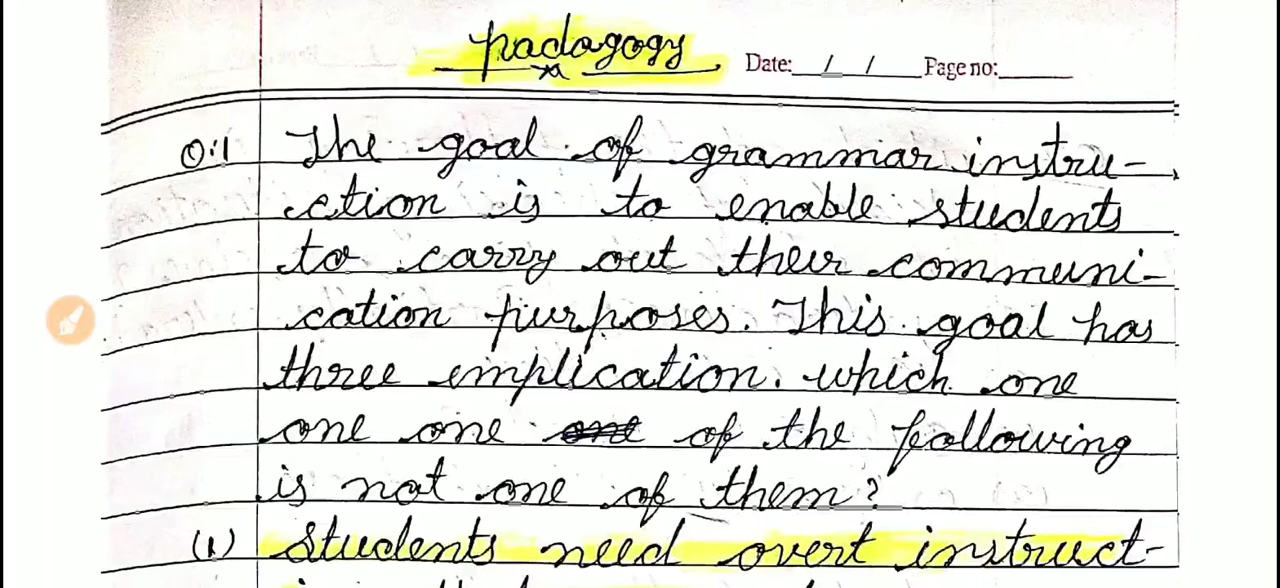 padagogy
Date: / / Page no:
Q:1 The goal of grammar instru-
ction is to enable students
to carry out their communi-
cation purposes. This goal has
three implication. which one
one one one of the following
is not one of them?
(1) Students need overt instruct-